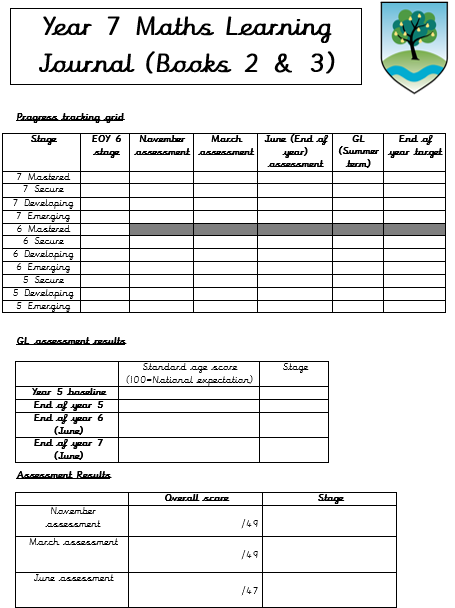 Year 7 Maths Learning
Journal (Books 2 & 3)
Progress tracking grid
Stage EOY 6 stage November assessment March assessment June (End of year) assessment GL (Summer term) End of year target
7 Mastered
7 Secure
7 Developing
7 Emerging
6 Mastered
6 Secure
6 Developing
6 Emerging
5 Secure
5 Developing
5 Emerging
GL assessment results
Standard age score Stage
(100=National expectation)
Year 5 baseline
End of year 5
End of year 6
(June)
End of year 7
(June)
Assessment Results
Overall score Stage
November
assessment /49
March assessment
/49
June assessment
/47